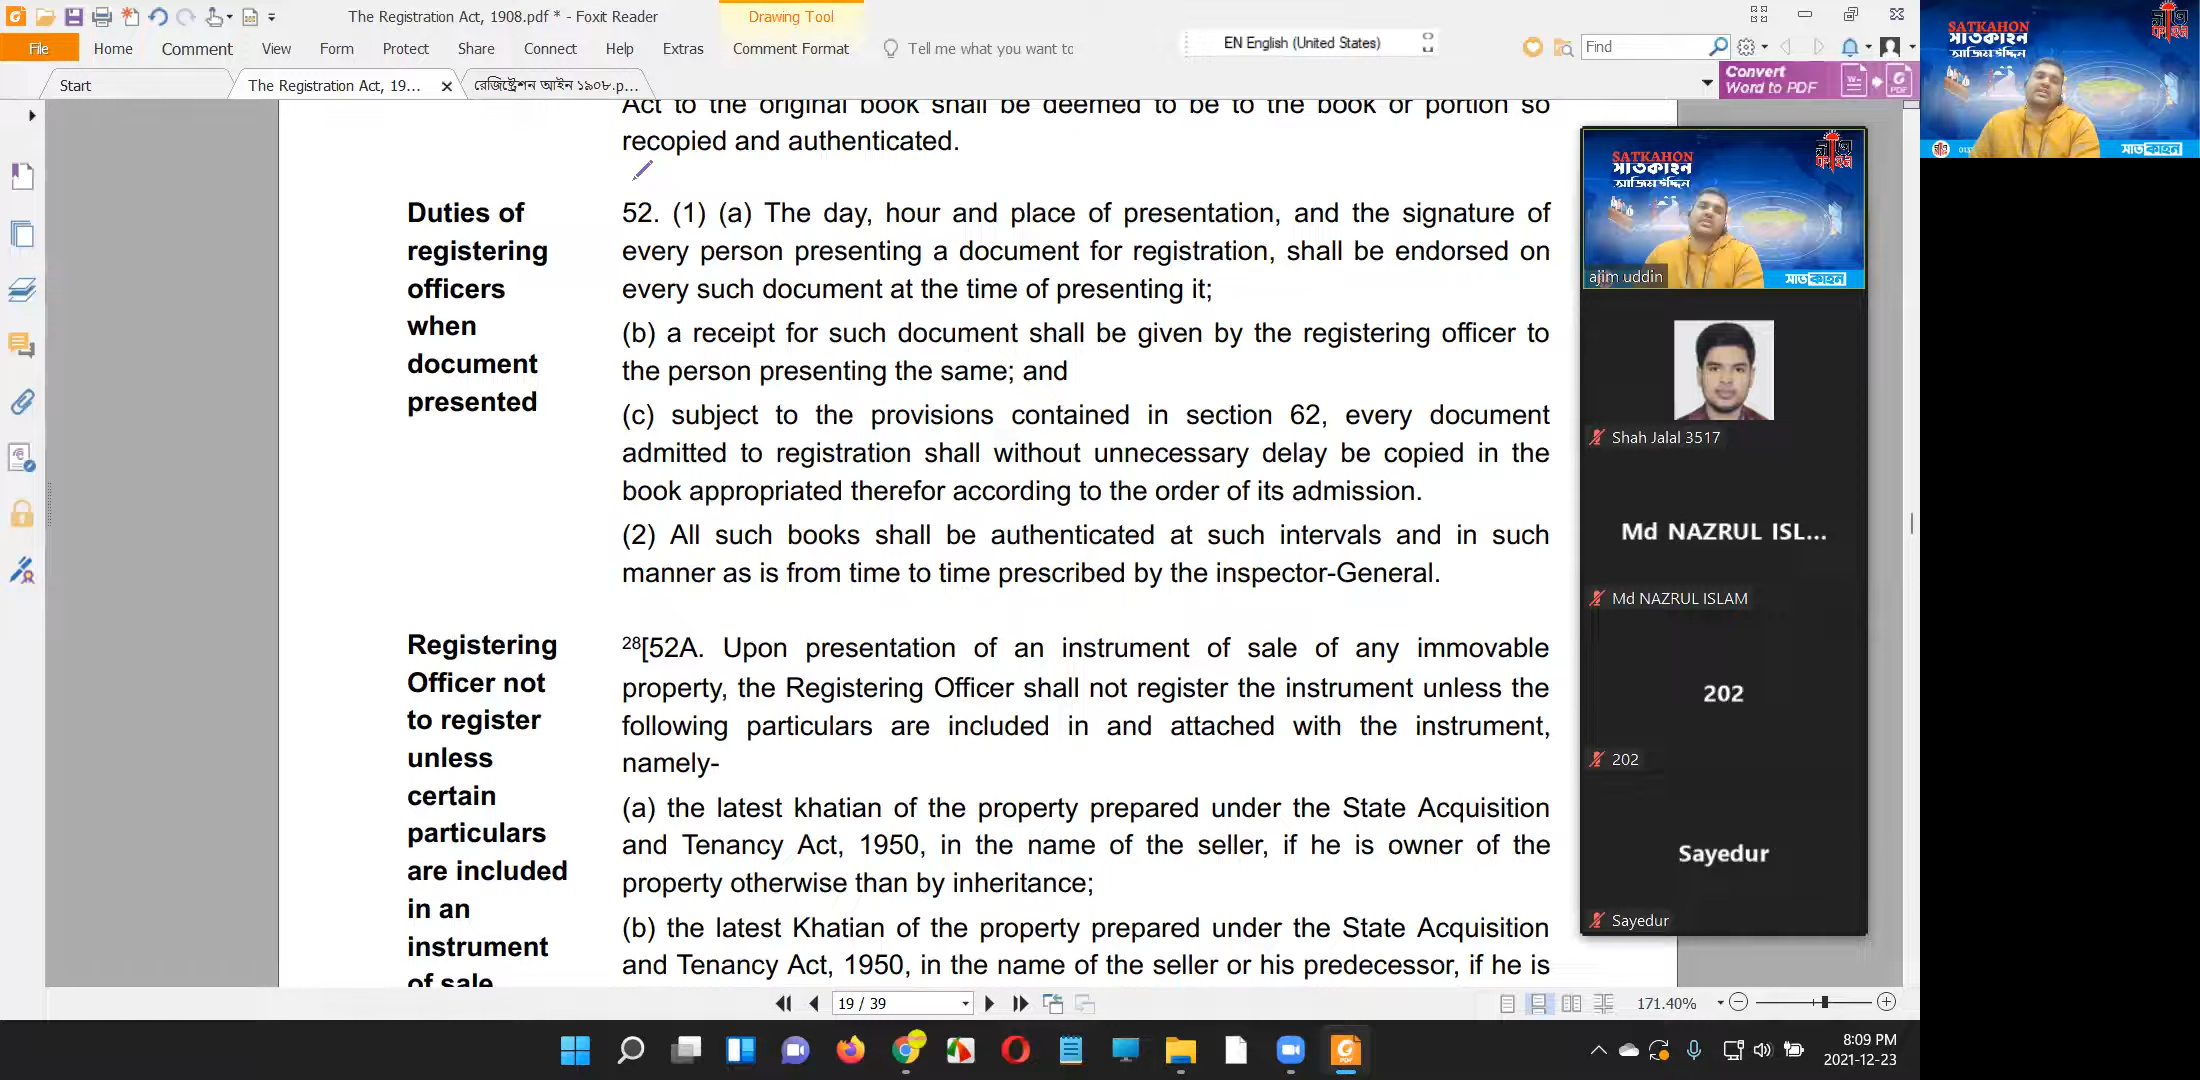 The Registration Act, 1908.pdf * - Foxit Reader
Drawing Tool
File
Home
Comment
View
Form
Protect
Share
Connect
Help
Extras
Comment Format
Tell me what you want to
EN English (United States)
Find
Start
The Registration Act, 19...
রেজিস্ট্রেশন আইন ১৯০৮.p...
Convert
Word to PDF
Act to the original book shall be deemed to be to the book or portion so
recopied and authenticated.
Duties of
registering
officers
when
document
presented
52. (1) (a) The day, hour and place of presentation, and the signature of
every person presenting a document for registration, shall be endorsed on
every such document at the time of presenting it;
(b) a receipt for such document shall be given by the registering officer to
the person presenting the same; and
(c) subject to the provisions contained in section 62, every document
admitted to registration shall without unnecessary delay be copied in the
book appropriated therefor according to the order of its admission.
(2) All such books shall be authenticated at such intervals and in such
manner as is from time to time prescribed by the inspector-General.
Registering
Officer not
to register
unless
certain
particulars
are included
in an
instrument
of sale
28[52A. Upon presentation of an instrument of sale of any immovable
property, the Registering Officer shall not register the instrument unless the
following particulars are included in and attached with the instrument,
namely-
(a) the latest khatian of the property prepared under the State Acquisition
and Tenancy Act, 1950, in the name of the seller, if he is owner of the
property otherwise than by inheritance;
(b) the latest Khatian of the property prepared under the State Acquisition
and Tenancy Act, 1950, in the name of the seller or his predecessor, if he is
SATKAHON
সাতকাহন
আজিম উদ্দিন
সাতকাহন
ajim uddin
Shah Jalal 3517
Md NAZRUL ISL...
Md NAZRUL ISLAM
202
202
Sayedur
Sayedur
SATKAHON
সাতকাহন
আজিম উদ্দিন
সাতকাহন
19 / 39
171.40%
8:09 PM
2021-12-23